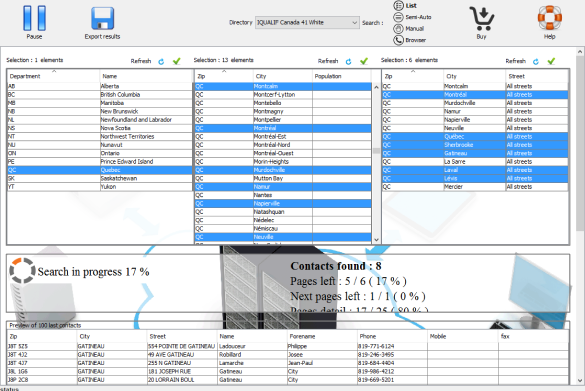 Pause
Export results
Directory IQUALIF Canada 41 White Search :
List
Semi-Auto
Manual
Browser
Buy
Help
Selection : 1 elements Refresh
Department Name
AB Alberta
BC British Columbia
MB Manitoba
NB New Brunswick
NL Newfoundland and Labrador
NS Nova Scotia
NT Northwest Territories
NU Nunavut
ON Ontario
PE Prince Edward Island
QC Quebec
SK Saskatchewan
YT Yukon
Selection : 13 elements Refresh
Zip City Population
QC Montcalm
QC Montcerf-Lytton
QC Montebello
QC Montmagny
QC Montpellier
QC Montréal
QC Montréal-Est
QC Montréal-Nord
QC Montréal-Ouest
QC Morin-Heights
QC Murdochville
QC Mutton Bay
QC Namur
QC Nantes
QC Napierville
QC Natashquan
QC Nédelec
QC Némiscau
QC Neuville
Selection : 6 elements Refresh
Zip City Street
QC Montcalm All streets
QC Montréal All streets
QC Murdochville All streets
QC Namur All streets
QC Napierville All streets
QC Neuville All streets
QC Québec All streets
QC Sherbrooke All streets
QC Gatineau All streets
QC La Sarre All streets
QC Laval All streets
QC Lévis All streets
QC Mercier All streets
Search in progress 17 %
Contacts found : 8
Pages left : 5 / 6 ( 17 % )
Next pages left : 1 / 1 ( 0 % )
Pages detail : 17 / 25 ( 80 % )
Preview of 100 last contacts
Zip City Street Name Forename Phone Mobile fax
J8T 5Z5 GATINEAU 554 POINTE DE GATINEAU Ladouceur Philippe 819-771-6124
J8T 4J2 GATINEAU 49 AVE GATINEAU Robillard Josee 819-246-3495
J8T 4J7 GATINEAU 255 N GATINEAU Lamarche Jean-Paul 819-684-4404
J8L 1G6 GATINEAU 181 JOSEPH RUE Gatineau City 819-986-4212
J8P 2C8 GATINEAU 20 LORRAIN BOUL Gatineau City 819-669-5201
status